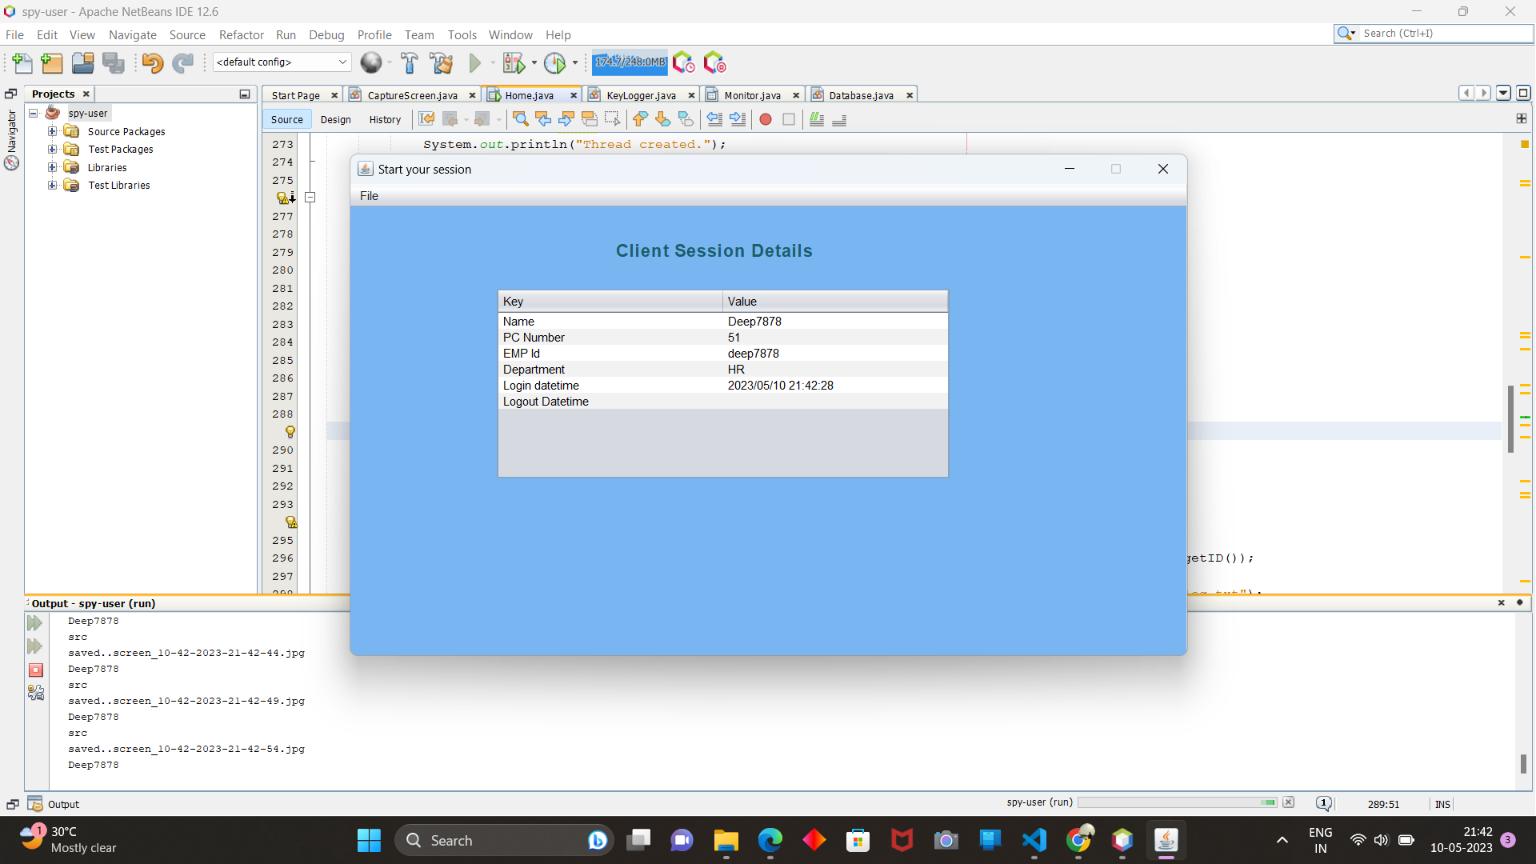 spy-user - Apache NetBeans IDE 12.6
File Edit View Navigate Source Refactor Run Debug Profile Team Tools Window Help
Search (Ctrl+I)
<default config>
174.7/248.0MB
Projects
Start Page CaptureScreen.java Home.java KeyLogger.java Monitor.java Database.java
Navigator
spy-user
Source Packages
Test Packages
Libraries
Test Libraries
Source Design History
273 System.out.println("Thread created.");
274
275
277
278
279
280
281
282
283
284
285
286
287
288
290
291
292
293
295
296 getID());
297
Start your session
File
Client Session Details
Key Value
Name Deep7878
PC Number 51
EMP Id deep7878
Department HR
Login datetime 2023/05/10 21:42:28
Logout Datetime
Output - spy-user (run)
Deep7878
src
saved..screen_10-42-2023-21-42-44.jpg
Deep7878
src
saved..screen_10-42-2023-21-42-49.jpg
Deep7878
src
saved..screen_10-42-2023-21-42-54.jpg
Deep7878
Output
spy-user (run)
1
289:51
INS
1
30°C
Mostly clear
Search
ENG
IN
21:42
10-05-2023
3